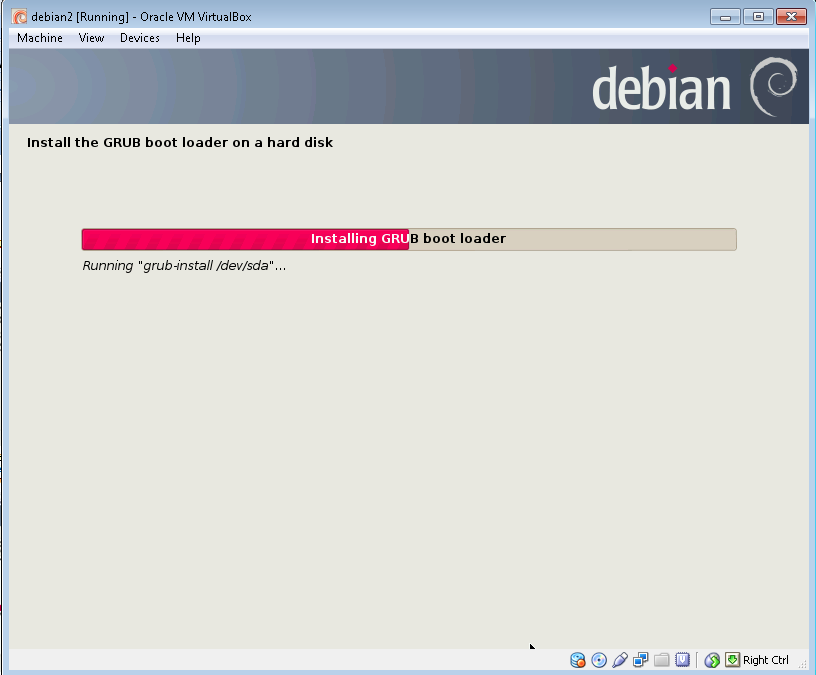 debian2 [Running] - Oracle VM VirtualBox
Machine View Devices Help
debian
Install the GRUB boot loader on a hard disk
Installing GRUB boot loader
Running "grub-install /dev/sda"...
Right Ctrl